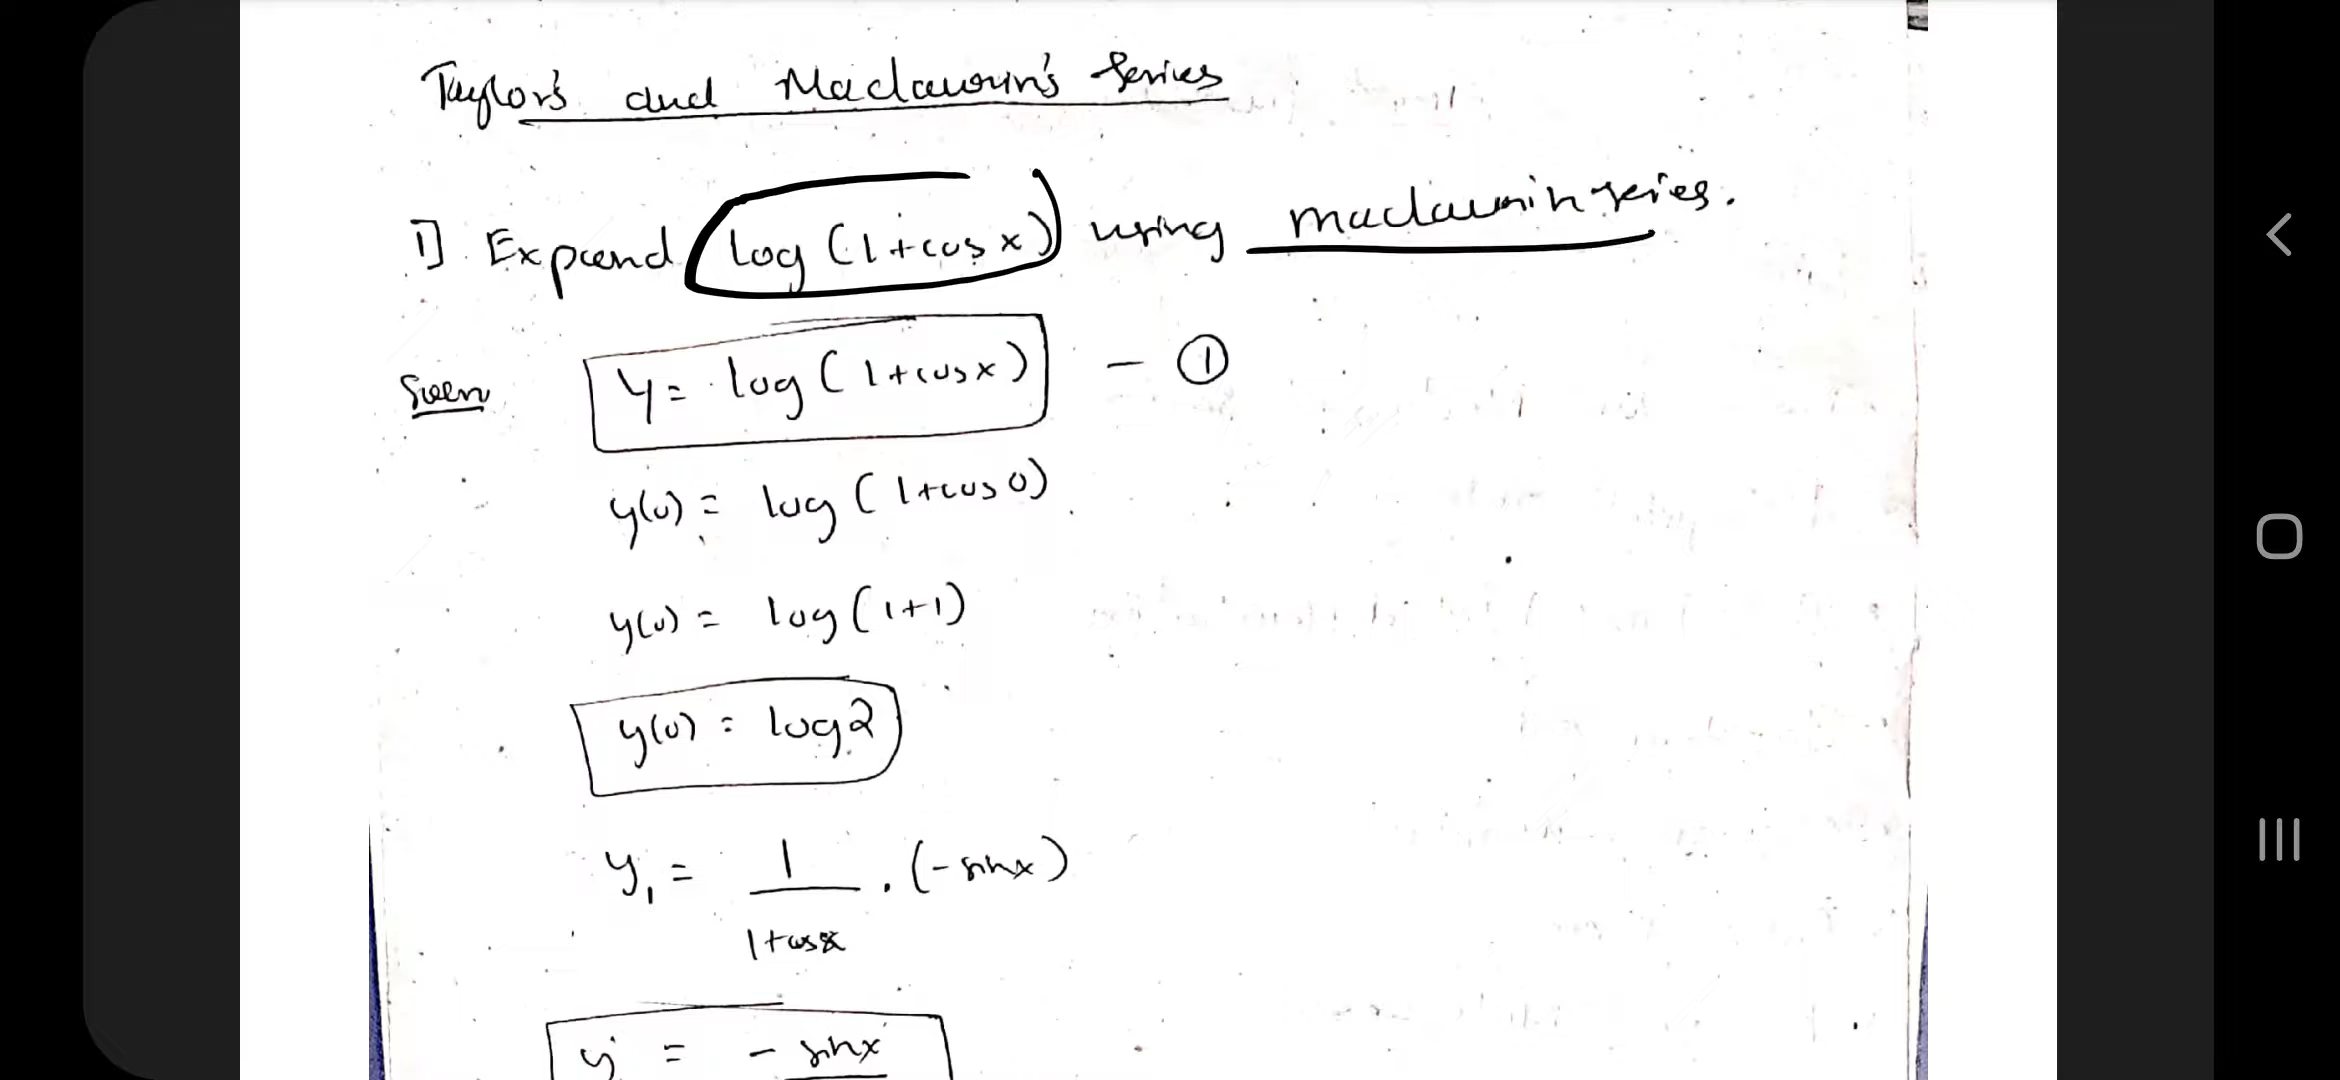 Taylor's and Maclaurin's Series
1] Expand log (1+cos x) using maclaurin series.
Soln y = log (1+cos x) - ①
y(0) = log (1+cos 0)
y(0) = log (1+1)
y(0) = log 2
y₁ = 1/(1+cos x) . (-sin x)
y₁ = - sin x